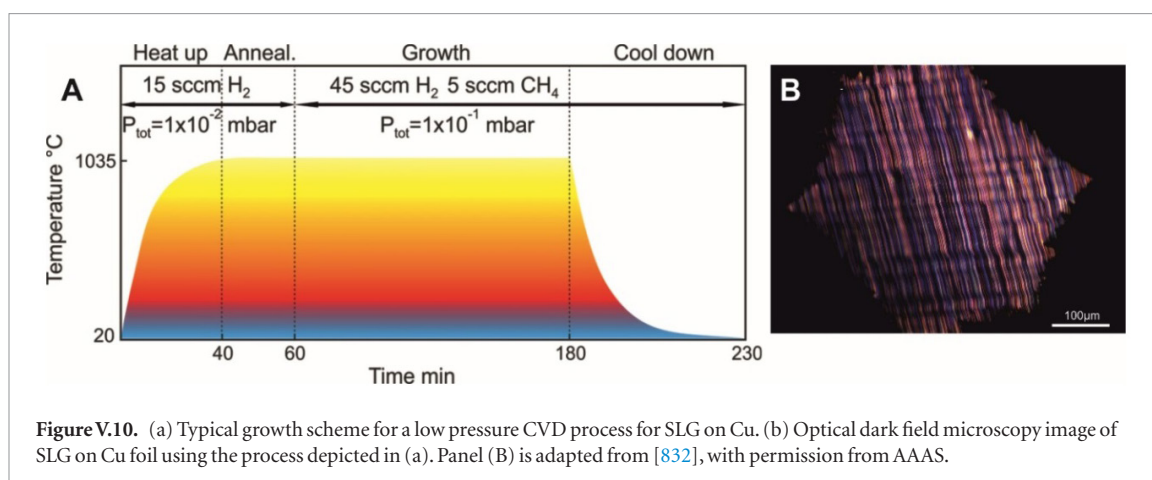 Heat up Anneal. Growth Cool down
A
15 sccm H₂ 45 sccm H₂ 5 sccm CH₄
Pₜₒₜ=1x10⁻² mbar Pₜₒₜ=1x10⁻¹ mbar
Temperature °C
1035
20
40 60 180 230
Time min
B
100µm
Figure V.10. (a) Typical growth scheme for a low pressure CVD process for SLG on Cu. (b) Optical dark field microscopy image of
SLG on Cu foil using the process depicted in (a). Panel (B) is adapted from [832], with permission from AAAS.